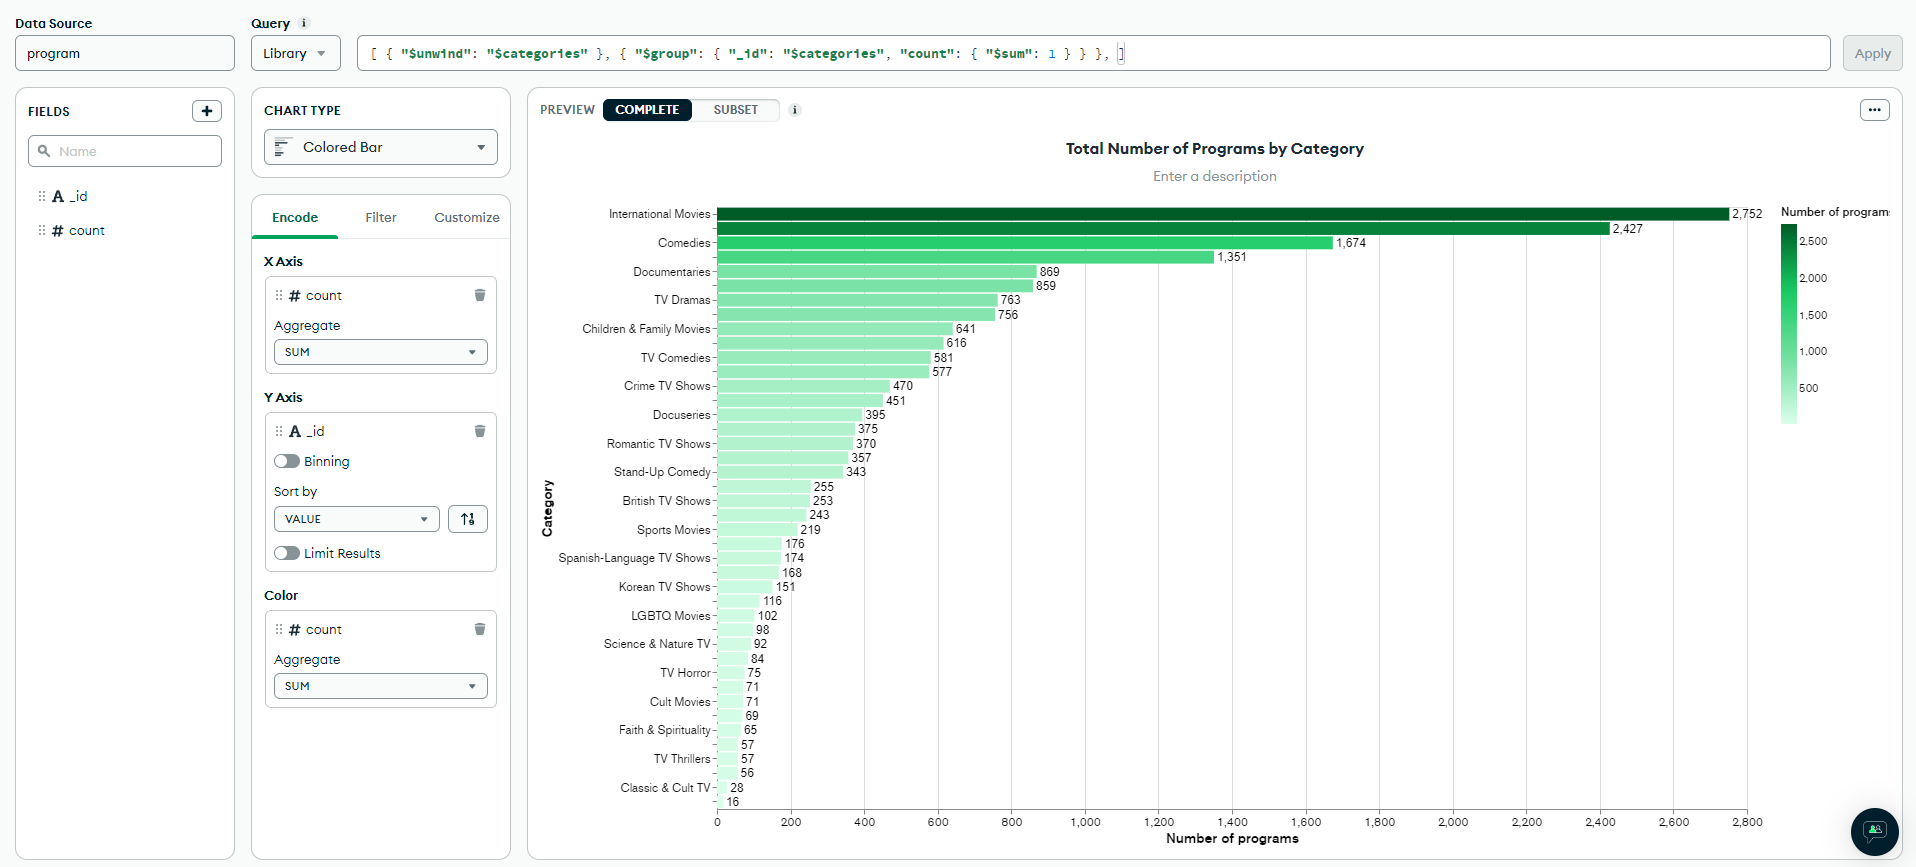 Data Source
program
Query i
Library
[ { "$unwind": "$categories" }, { "$group": { "_id": "$categories", "count": { "$sum": 1 } } }, ]
Apply
FIELDS
+
Name
A _id
# count
CHART TYPE
Colored Bar
Encode
Filter
Customize
X Axis
# count
Aggregate
SUM
Y Axis
A _id
Binning
Sort by
VALUE
Limit Results
Color
# count
Aggregate
SUM
PREVIEW
COMPLETE
SUBSET
i
Total Number of Programs by Category
Enter a description
International Movies 2,752
2,427
Comedies 1,674
1,351
Documentaries 869
859
TV Dramas 763
756
Children & Family Movies 641
616
TV Comedies 581
577
Crime TV Shows 470
451
Docuseries 395
375
Romantic TV Shows 370
357
Stand-Up Comedy 343
255
British TV Shows 253
243
Sports Movies 219
176
Spanish-Language TV Shows 174
168
Korean TV Shows 151
116
LGBTQ Movies 102
98
Science & Nature TV 92
84
TV Horror 75
71
Cult Movies 71
69
Faith & Spirituality 65
57
TV Thrillers 57
56
Classic & Cult TV 28
16
Category
0 200 400 600 800 1,000 1,200 1,400 1,600 1,800 2,000 2,200 2,400 2,600 2,800
Number of programs
Number of programs
2,500
2,000
1,500
1,000
500